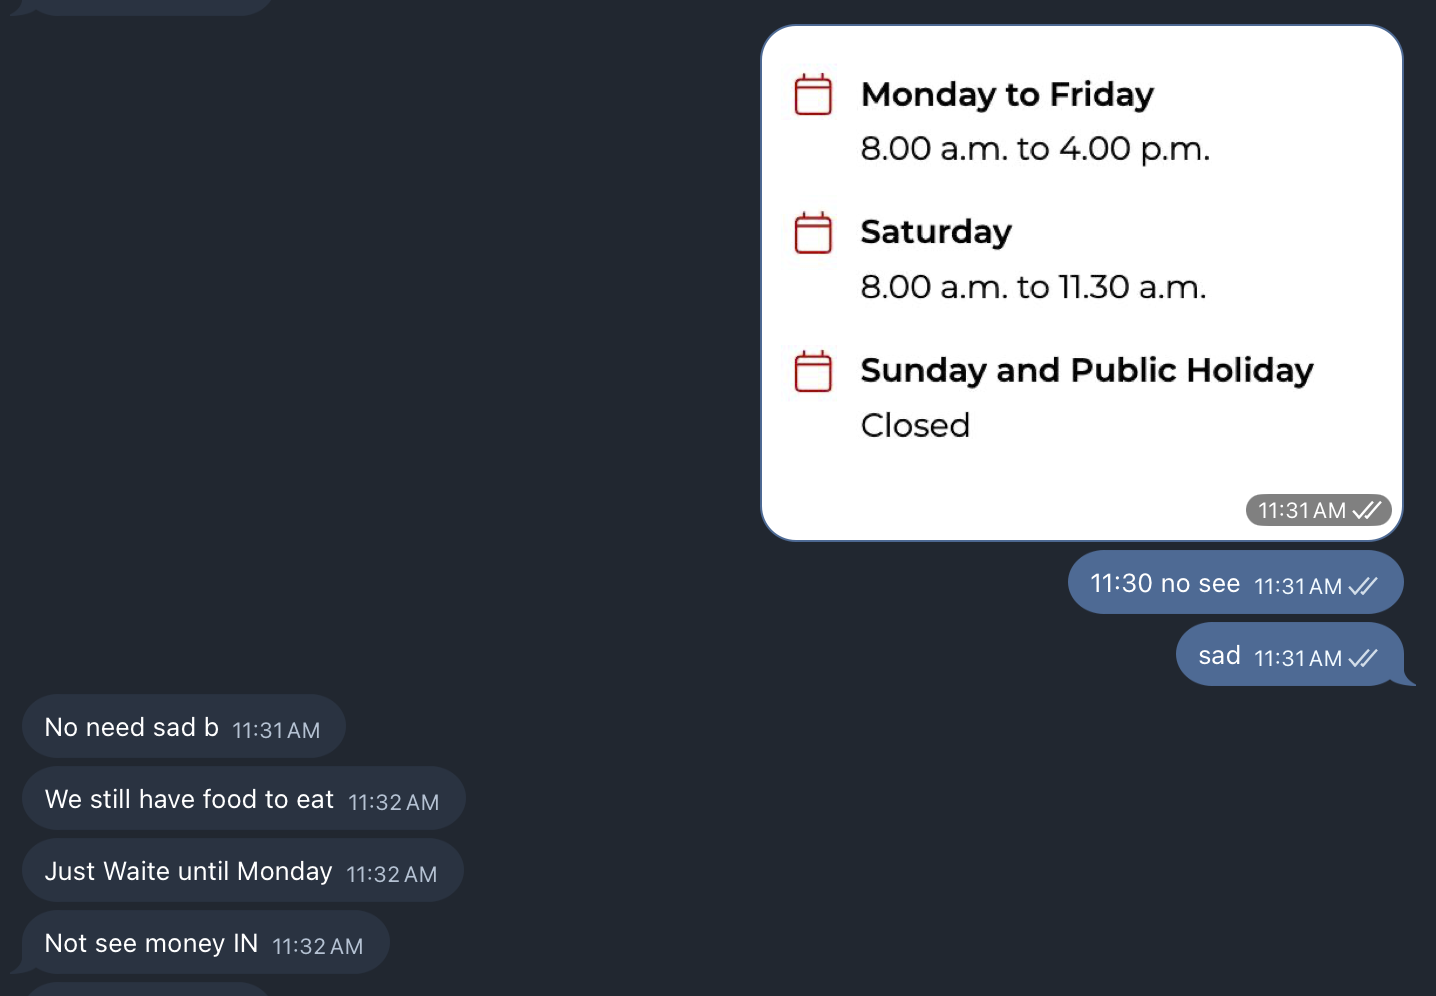 Monday to Friday
8.00 a.m. to 4.00 p.m.
Saturday
8.00 a.m. to 11.30 a.m.
Sunday and Public Holiday
Closed
11:31 AM
11:30 no see 11:31 AM
sad 11:31 AM
No need sad b 11:31 AM
We still have food to eat 11:32 AM
Just Waite until Monday 11:32 AM
Not see money IN 11:32 AM